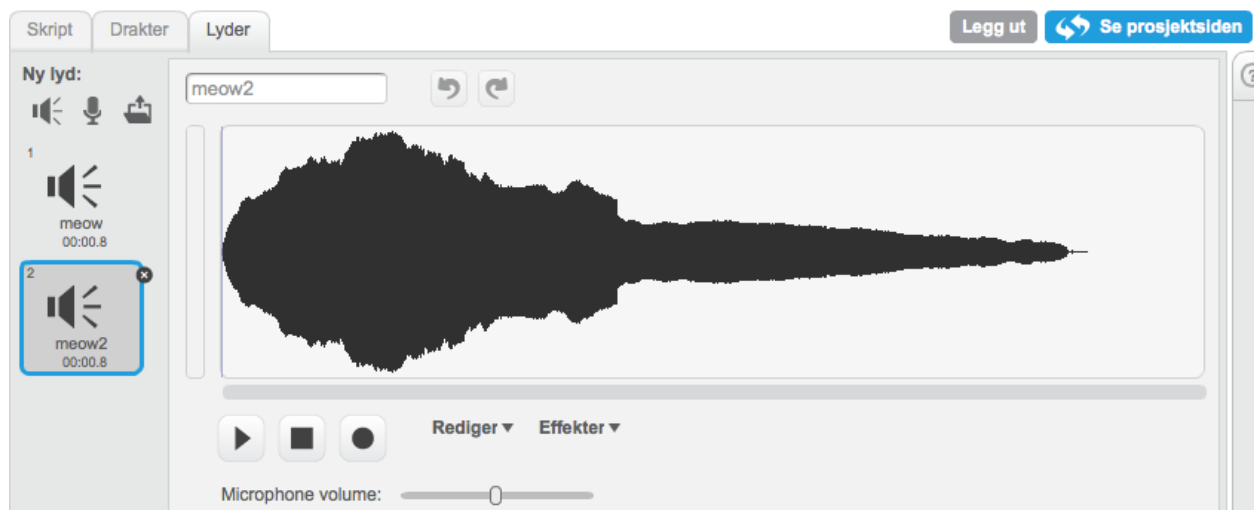 Skript
Drakter
Lyder
Legg ut
Se prosjektsiden
Ny lyd:
meow2
1
meow
00:00.8
2
meow2
00:00.8
Rediger
Effekter
Microphone volume:
?